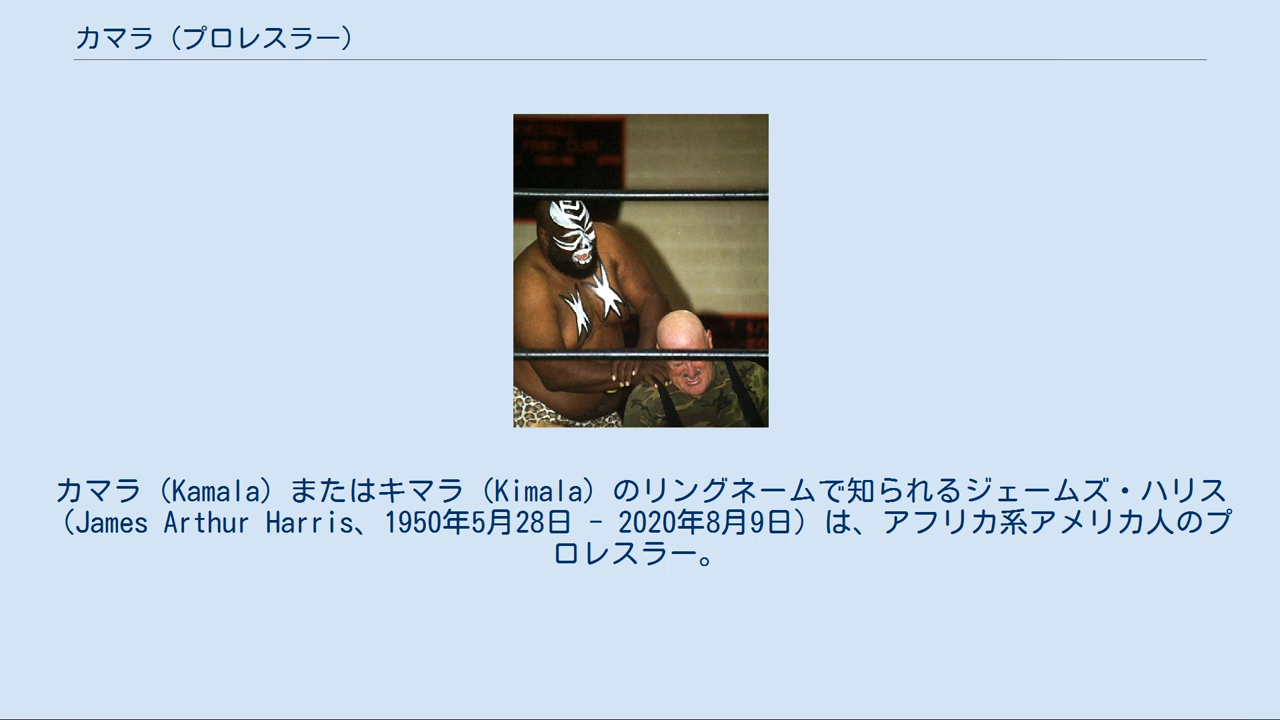 カマラ（プロレスラー）
カマラ（Kamala）またはキマラ（Kimala）のリングネームで知られるジェームズ・ハリス
（James Arthur Harris、1950年5月28日 - 2020年8月9日）は、アフリカ系アメリカ人のプ
ロレスラー。